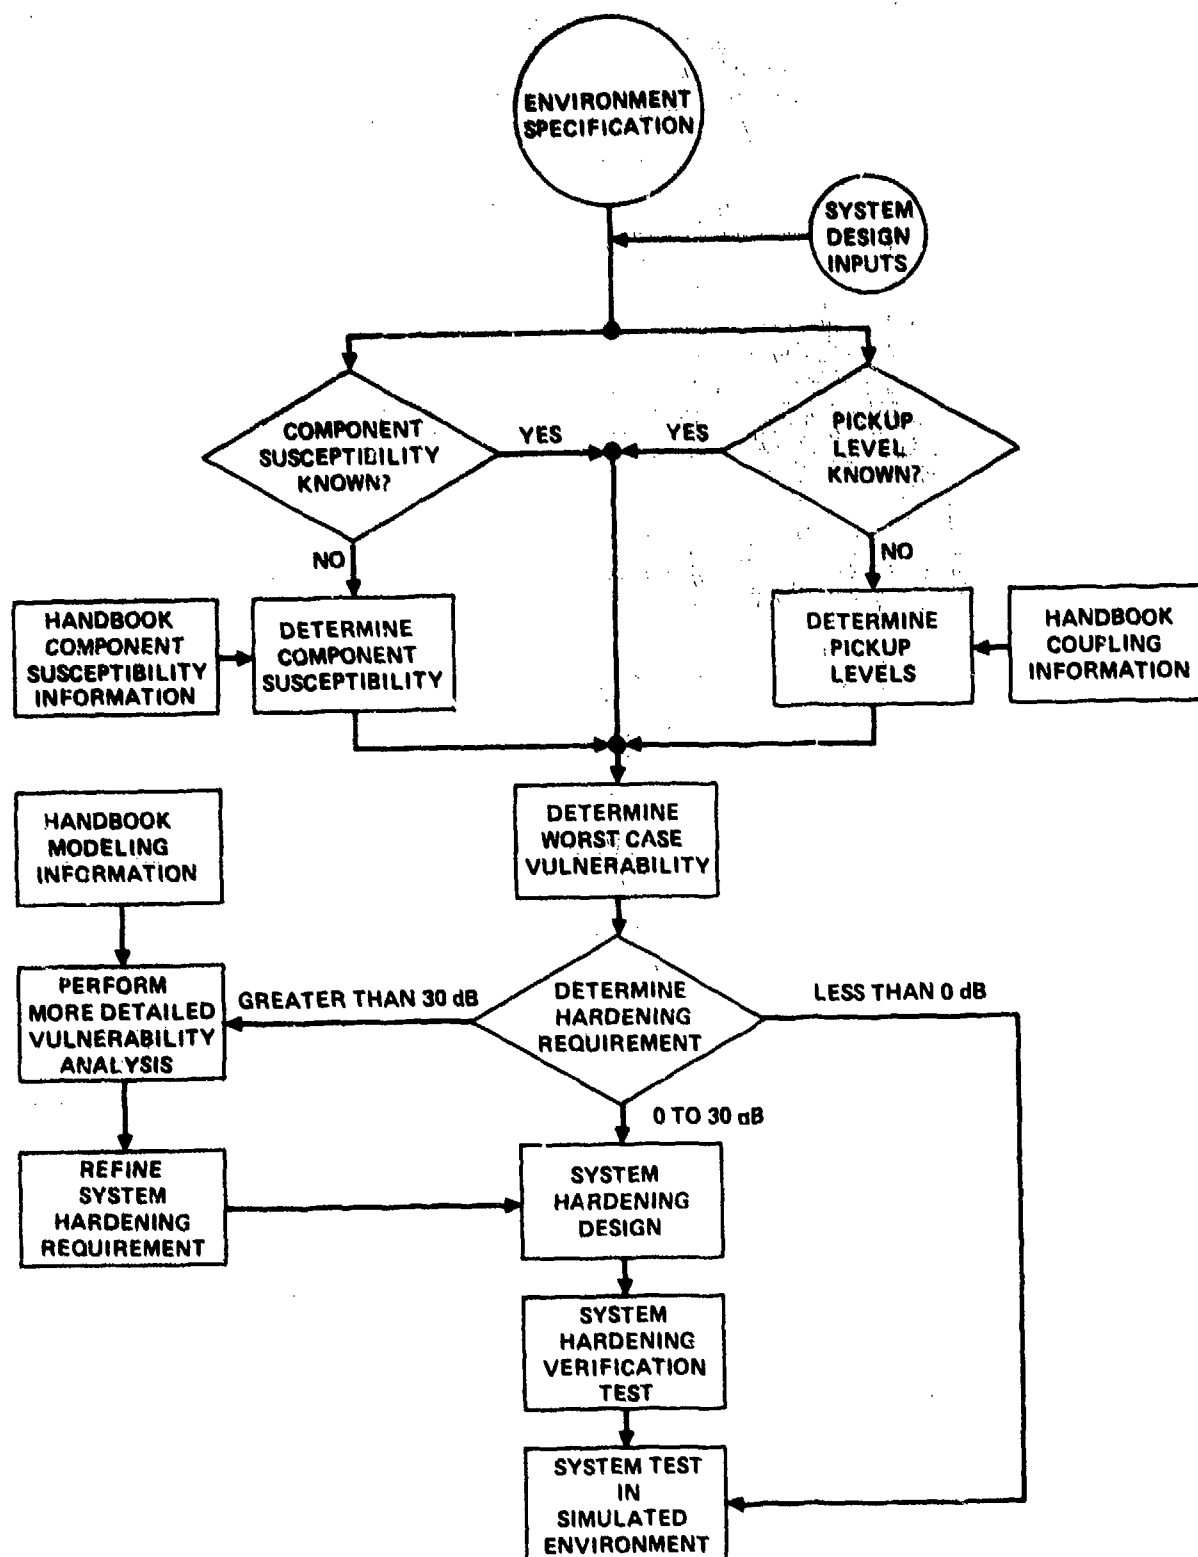 ENVIRONMENT
SPECIFICATION
SYSTEM
DESIGN
INPUTS
COMPONENT
SUSCEPTIBILITY
KNOWN?
YES
YES
PICKUP
LEVEL
KNOWN?
NO
NO
HANDBOOK
COMPONENT
SUSCEPTIBILITY
INFORMATION
DETERMINE
COMPONENT
SUSCEPTIBILITY
DETERMINE
PICKUP
LEVELS
HANDBOOK
COUPLING
INFORMATION
HANDBOOK
MODELING
INFORMATION
DETERMINE
WORST CASE
VULNERABILITY
PERFORM
MORE DETAILED
VULNERABILITY
ANALYSIS
GREATER THAN 30 dB
DETERMINE
HARDENING
REQUIREMENT
LESS THAN 0 dB
0 TO 30 dB
REFINE
SYSTEM
HARDENING
REQUIREMENT
SYSTEM
HARDENING
DESIGN
SYSTEM
HARDENING
VERIFICATION
TEST
SYSTEM TEST
IN
SIMULATED
ENVIRONMENT